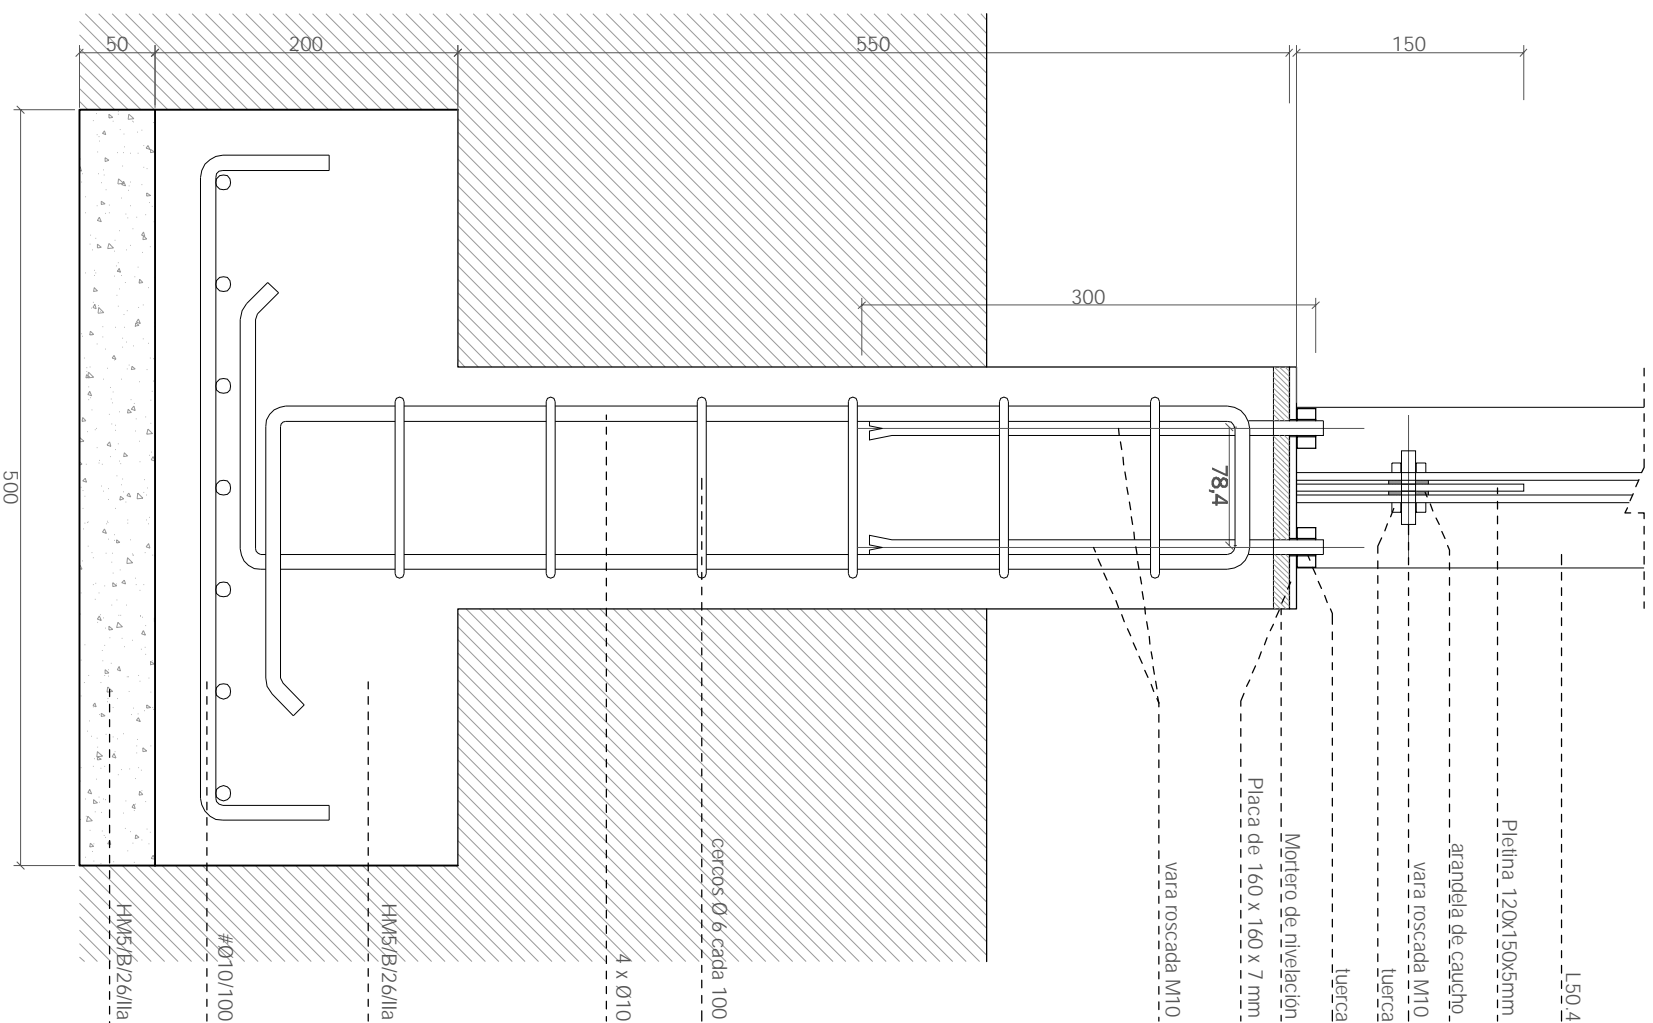 50
200
550
150
300
78,4
500
HM5/B/26/IIa
#Ø10/100
HM5/B/26/IIa
4 x Ø10
cercos Ø 6 cada 100
vara roscada M10
Placa de 160 x 160 x 7 mm
Mortero de nivelación
tuerca
tuerca
vara roscada M10
arandela de caucho
Pletina 120x150x5mm
L50.4